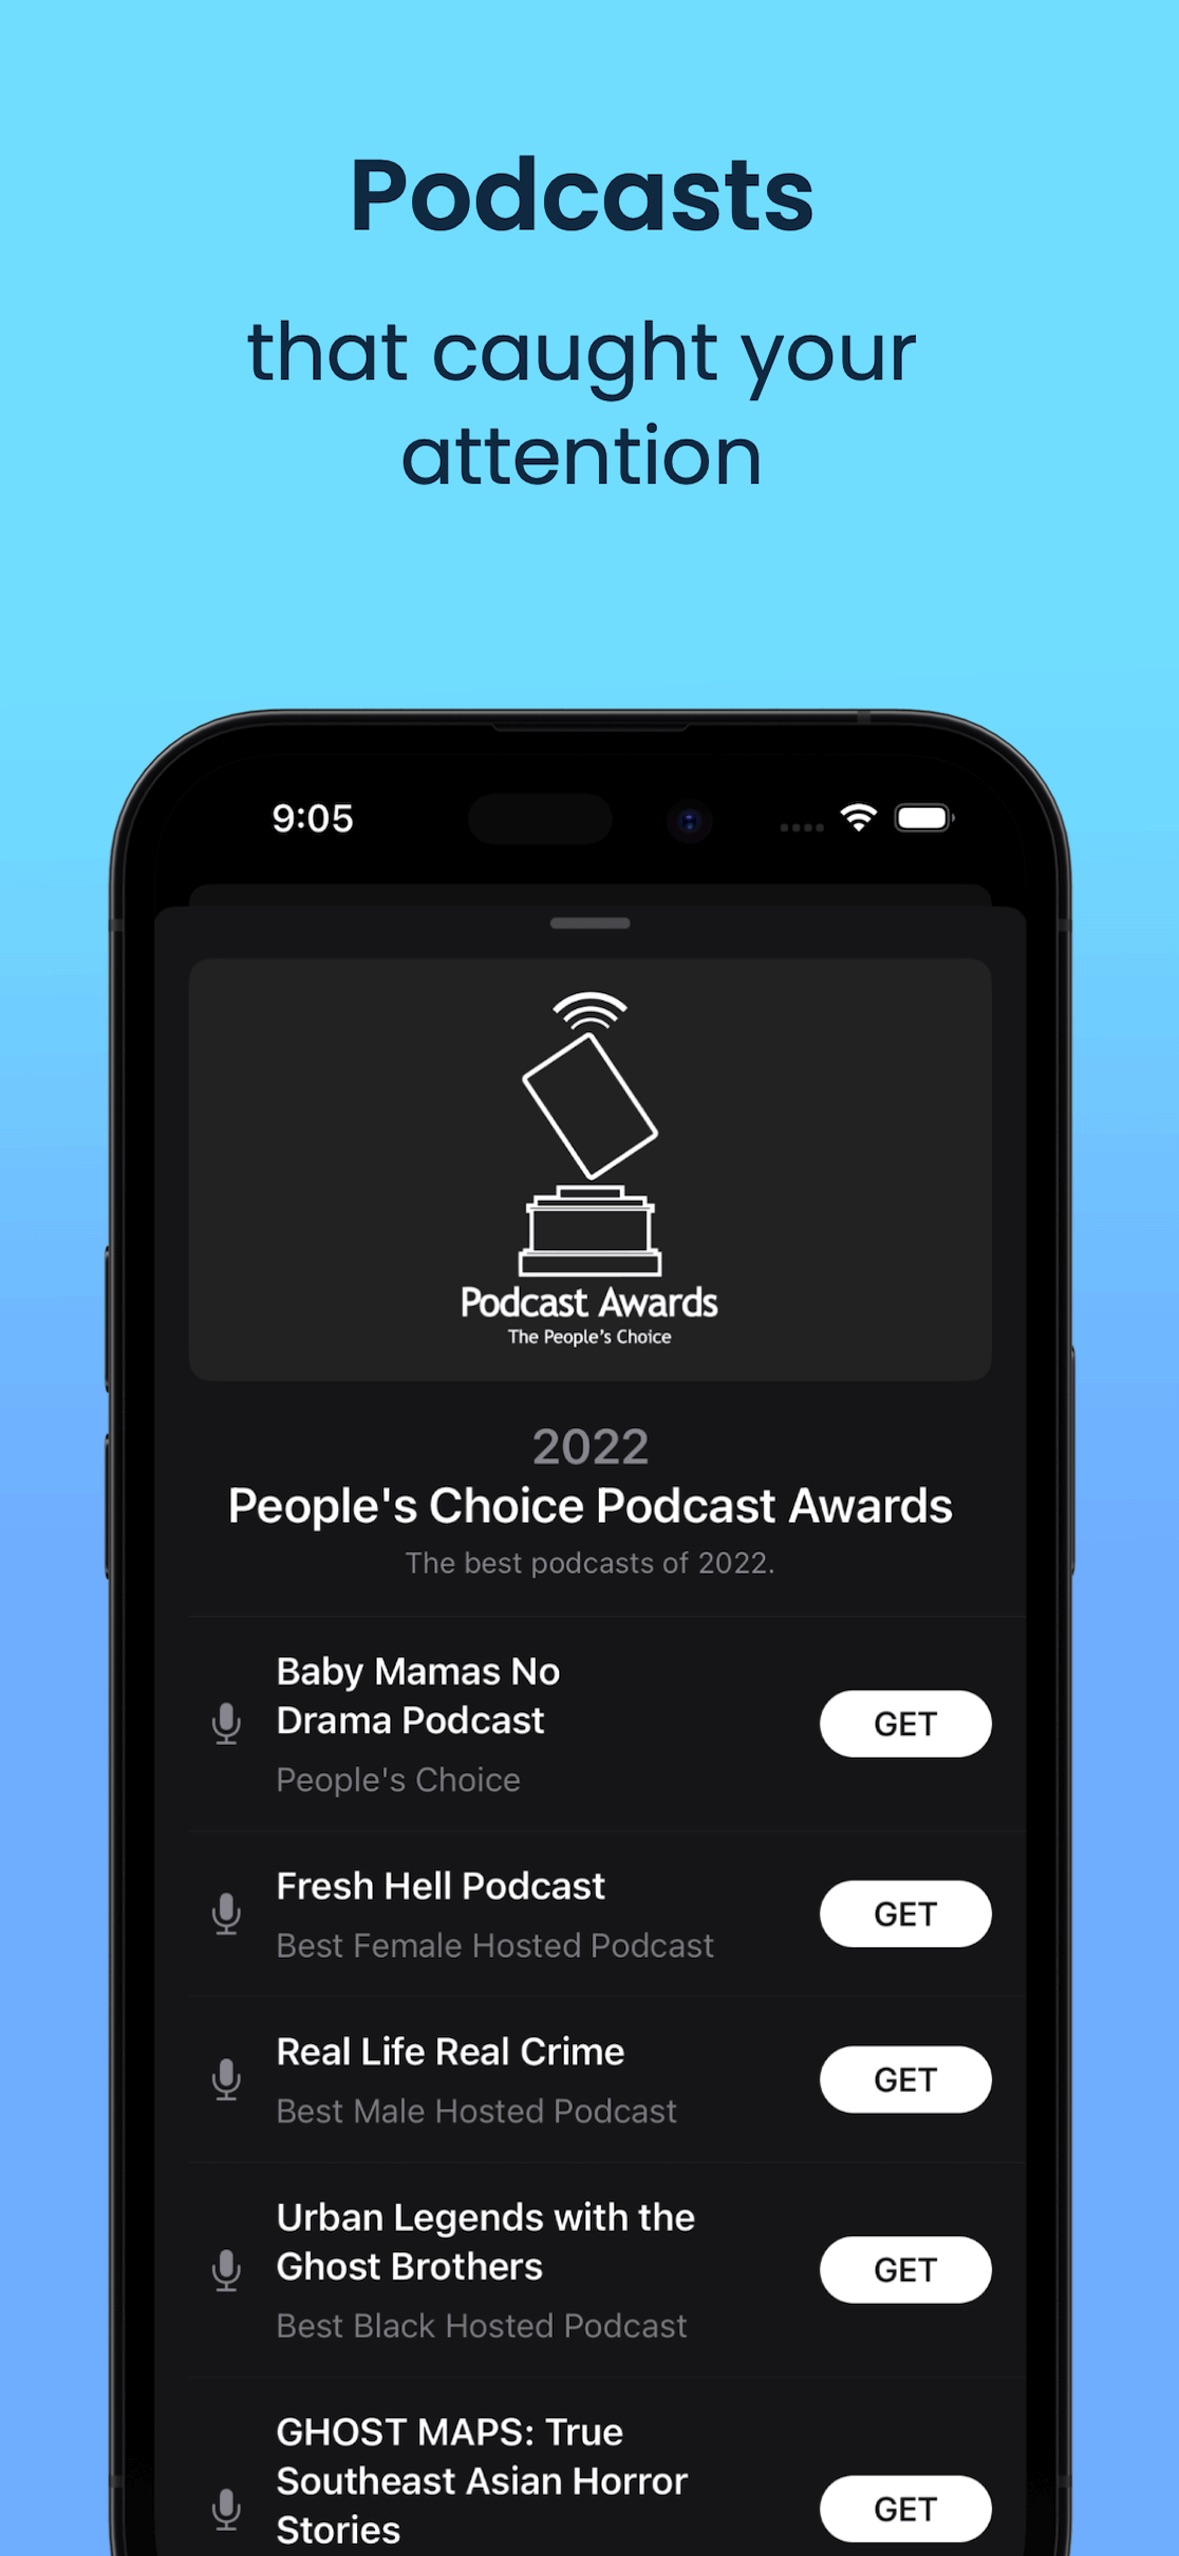 Podcasts
that caught your
attention
9:05
Podcast Awards
The People's Choice
2022
People's Choice Podcast Awards
The best podcasts of 2022.
Baby Mamas No
Drama Podcast
People's Choice
GET
Fresh Hell Podcast
Best Female Hosted Podcast
GET
Real Life Real Crime
Best Male Hosted Podcast
GET
Urban Legends with the
Ghost Brothers
Best Black Hosted Podcast
GET
GHOST MAPS: True
Southeast Asian Horror
Stories
GET